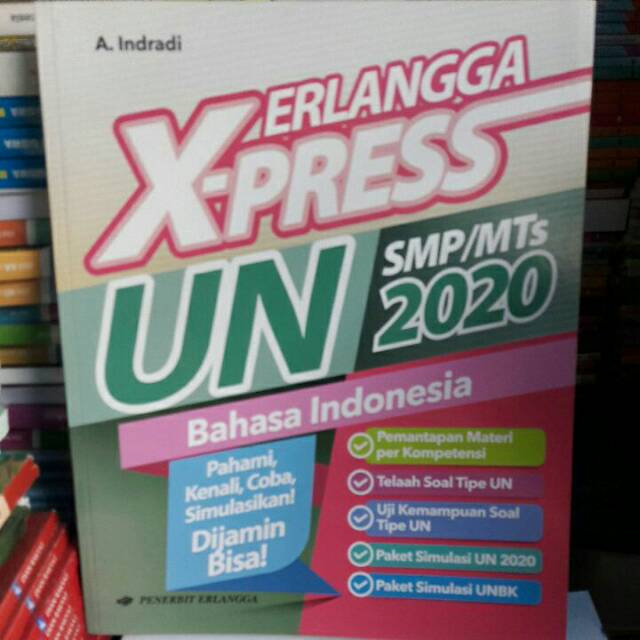 A. Indradi
ERLANGGA
X-PRESS
UN
SMP/MTs
2020
Bahasa Indonesia
Pahami,
Kenali, Coba,
Simulasikan!
Dijamin
Bisa!
Pemantapan Materi
per Kompetensi
Telaah Soal Tipe UN
Uji Kemampuan Soal
Tipe UN
Paket Simulasi UN 2020
Paket Simulasi UNBK
PENERBIT ERLANGGA